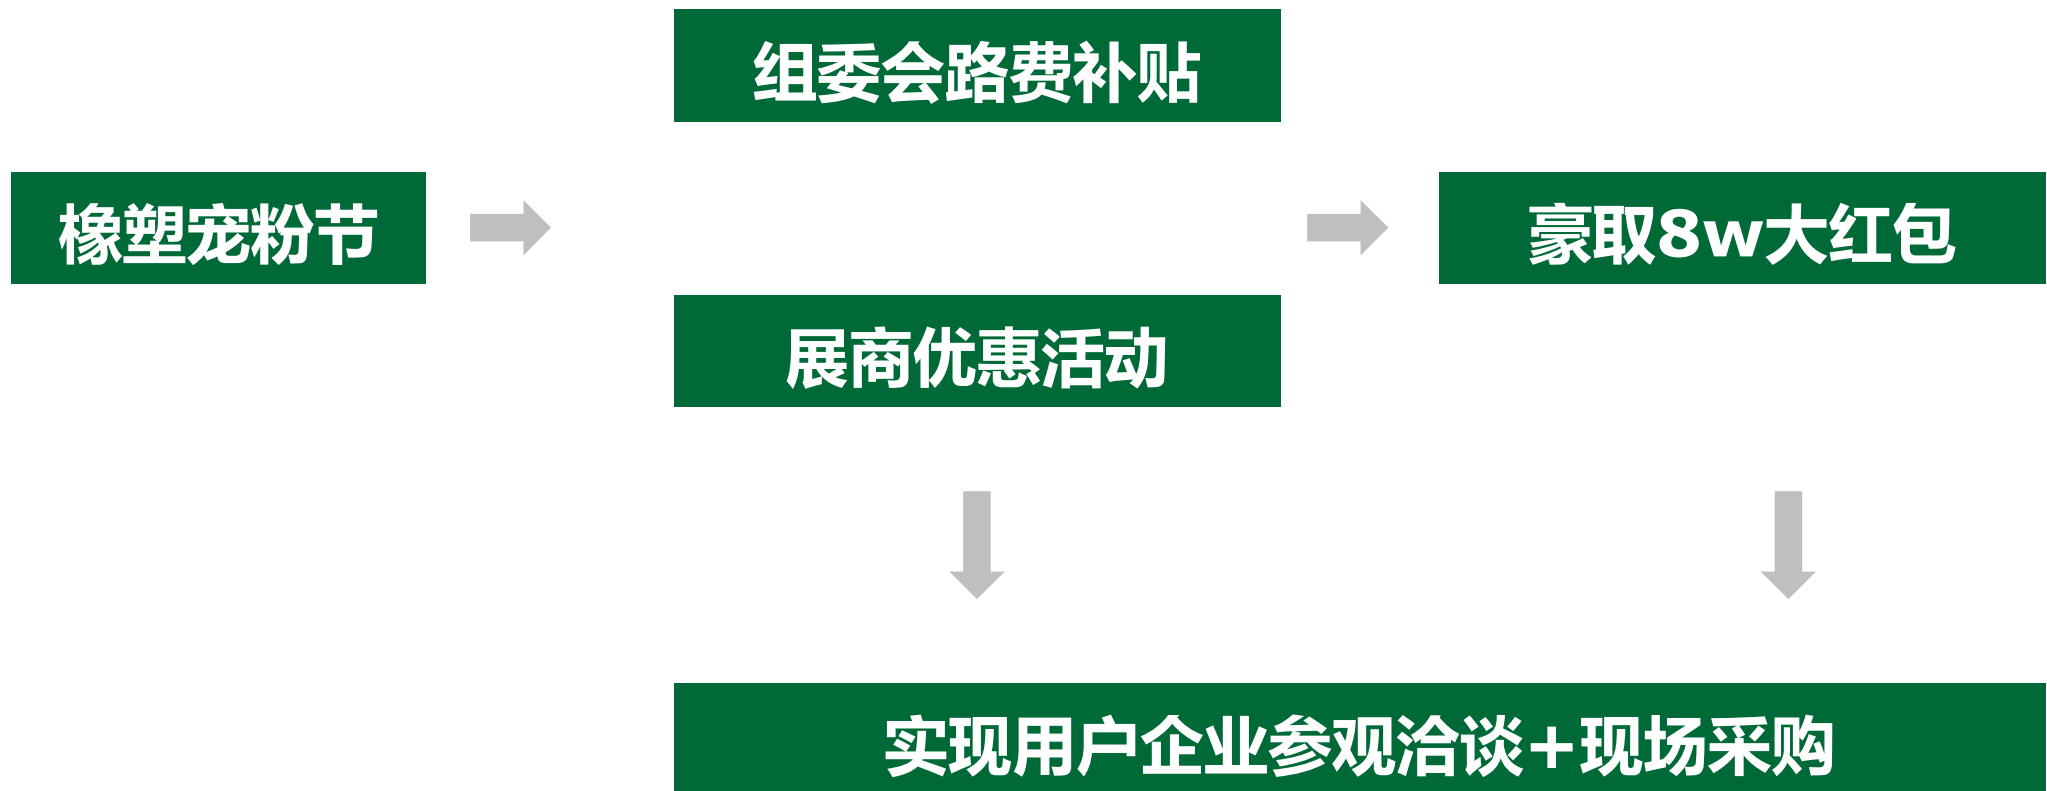 组委会路费补贴
橡塑宠粉节
豪取8w大红包
展商优惠活动
实现用户企业参观洽谈+现场采购